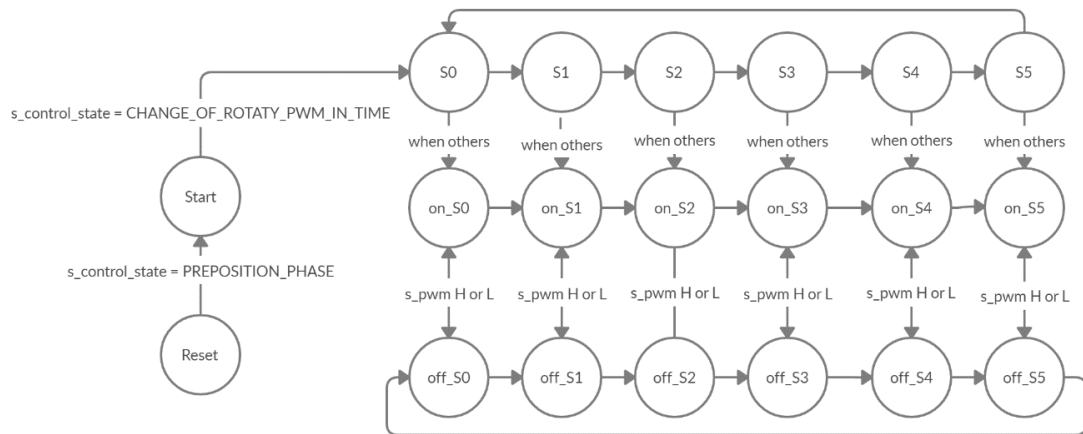 S0 S1 S2 S3 S4 S5
s_control_state = CHANGE_OF_ROTATY_PWM_IN_TIME
when others when others when others when others when others when others
Start on_S0 on_S1 on_S2 on_S3 on_S4 on_S5
s_control_state = PREPOSITION_PHASE
s_pwm H or L s_pwm H or L s_pwm H or L s_pwm H or L s_pwm H or L s_pwm H or L
Reset off_S0 off_S1 off_S2 off_S3 off_S4 off_S5